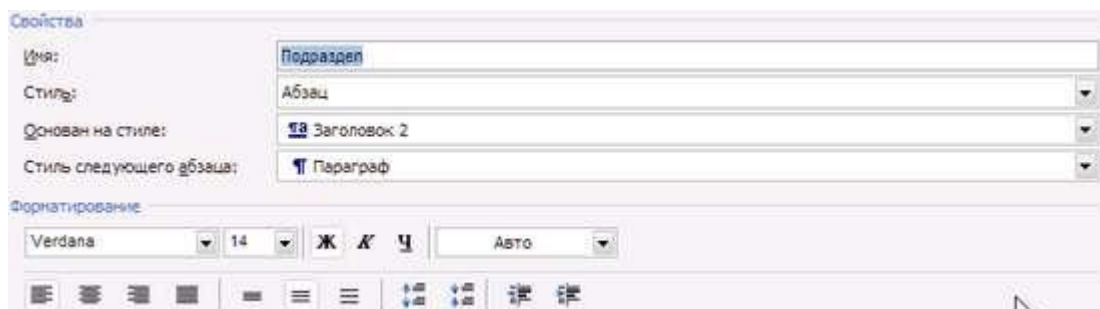 Свойства
Имя: Подраздел
Стиль: Абзац
Основан на стиле: ¶a Заголовок 2
Стиль следующего абзаца: ¶ Параграф
Форматирование
Verdana 14 Ж К Ч Авто